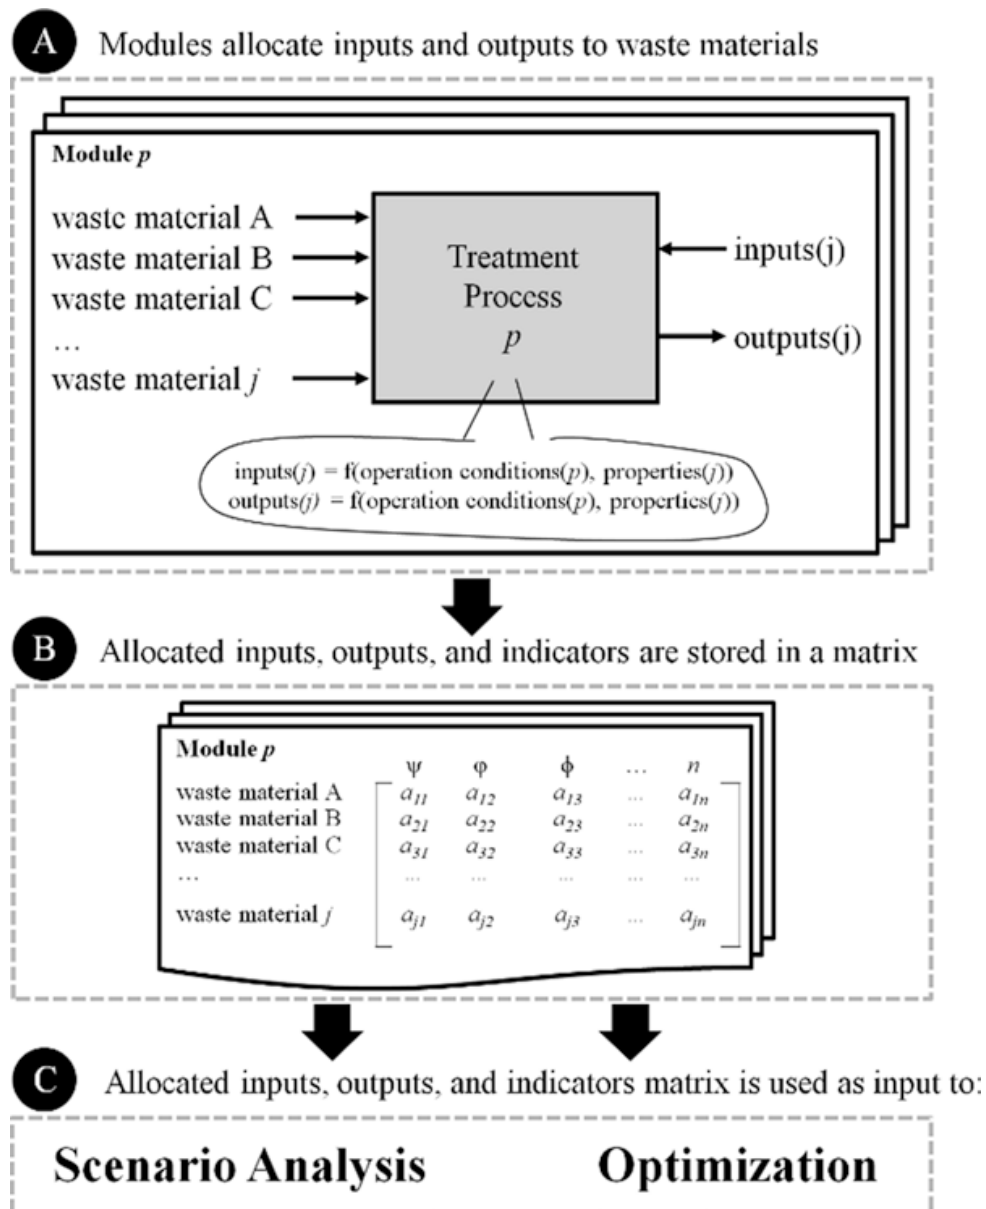 A Modules allocate inputs and outputs to waste materials
Module p
waste material A
waste material B
waste material C
...
waste material j
Treatment
Process
p
inputs(j)
outputs(j)
inputs(j) = f(operation conditions(p), properties(j))
outputs(j) = f(operation conditions(p), properties(j))
B Allocated inputs, outputs, and indicators are stored in a matrix
Module p
ψ φ ϕ ... n
waste material A a11 a12 a13 ... a1n
waste material B a21 a22 a23 ... a2n
waste material C a31 a32 a33 ... a3n
... ... ... ... ... ...
waste material j aj1 aj2 aj3 ... ajn
C Allocated inputs, outputs, and indicators matrix is used as input to:
Scenario Analysis Optimization